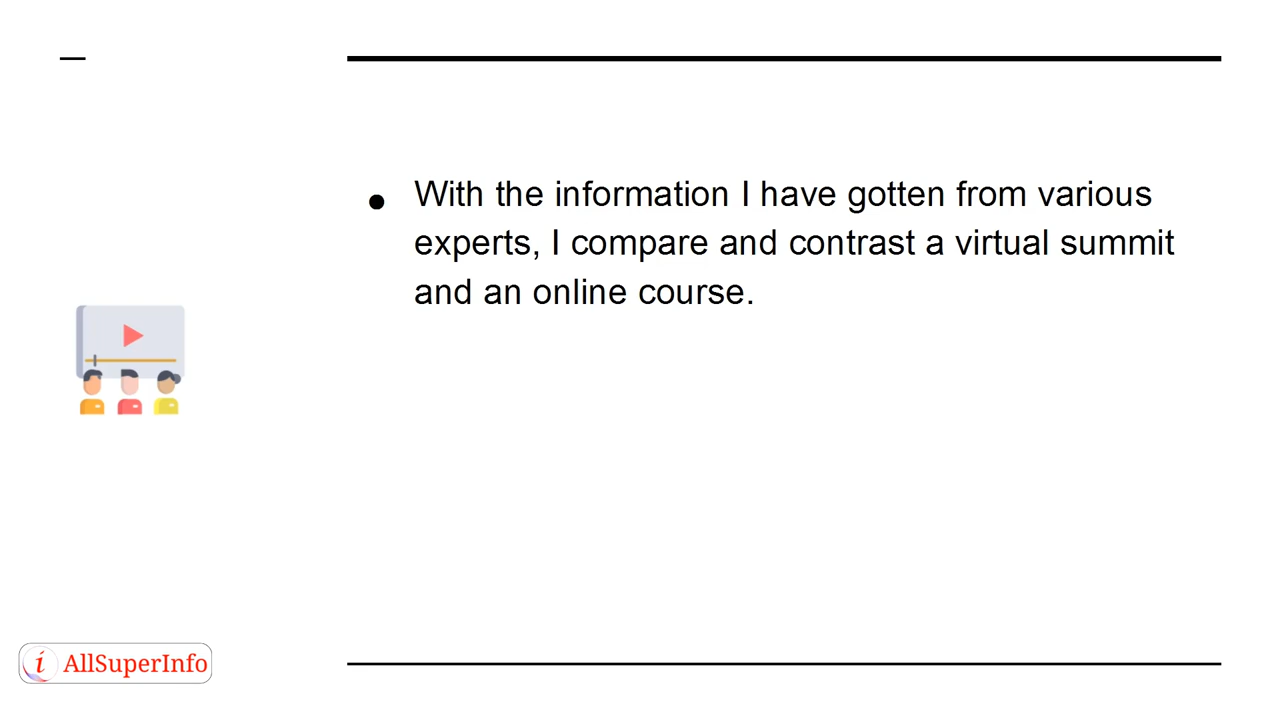 With the information I have gotten from various
experts, I compare and contrast a virtual summit
and an online course.
i AllSuperInfo